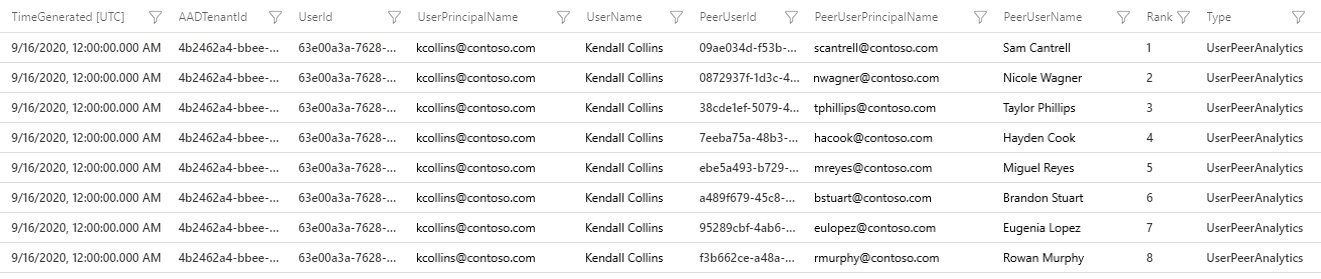 TimeGenerated [UTC] AADTenantId UserId UserPrincipalName UserName PeerUserId PeerUserPrincipalName PeerUserName Rank Type
9/16/2020, 12:00:00.000 AM 4b2462a4-bbee-... 63e00a3a-7628-... kcollins@contoso.com Kendall Collins 09ae034d-f53b-... scantrell@contoso.com Sam Cantrell 1 UserPeerAnalytics
9/16/2020, 12:00:00.000 AM 4b2462a4-bbee-... 63e00a3a-7628-... kcollins@contoso.com Kendall Collins 0872937f-1d3c-4... nwagner@contoso.com Nicole Wagner 2 UserPeerAnalytics
9/16/2020, 12:00:00.000 AM 4b2462a4-bbee-... 63e00a3a-7628-... kcollins@contoso.com Kendall Collins 38cde1ef-5079-4... tphillips@contoso.com Taylor Phillips 3 UserPeerAnalytics
9/16/2020, 12:00:00.000 AM 4b2462a4-bbee-... 63e00a3a-7628-... kcollins@contoso.com Kendall Collins 7eeba75a-48b3-... hacook@contoso.com Hayden Cook 4 UserPeerAnalytics
9/16/2020, 12:00:00.000 AM 4b2462a4-bbee-... 63e00a3a-7628-... kcollins@contoso.com Kendall Collins ebe5a493-b729-... mreyes@contoso.com Miguel Reyes 5 UserPeerAnalytics
9/16/2020, 12:00:00.000 AM 4b2462a4-bbee-... 63e00a3a-7628-... kcollins@contoso.com Kendall Collins a489f679-45c8-... bstuart@contoso.com Brandon Stuart 6 UserPeerAnalytics
9/16/2020, 12:00:00.000 AM 4b2462a4-bbee-... 63e00a3a-7628-... kcollins@contoso.com Kendall Collins 95289cbf-4ab6-... eulopez@contoso.com Eugenia Lopez 7 UserPeerAnalytics
9/16/2020, 12:00:00.000 AM 4b2462a4-bbee-... 63e00a3a-7628-... kcollins@contoso.com Kendall Collins f3b662ce-a48a-... rmurphy@contoso.com Rowan Murphy 8 UserPeerAnalytics